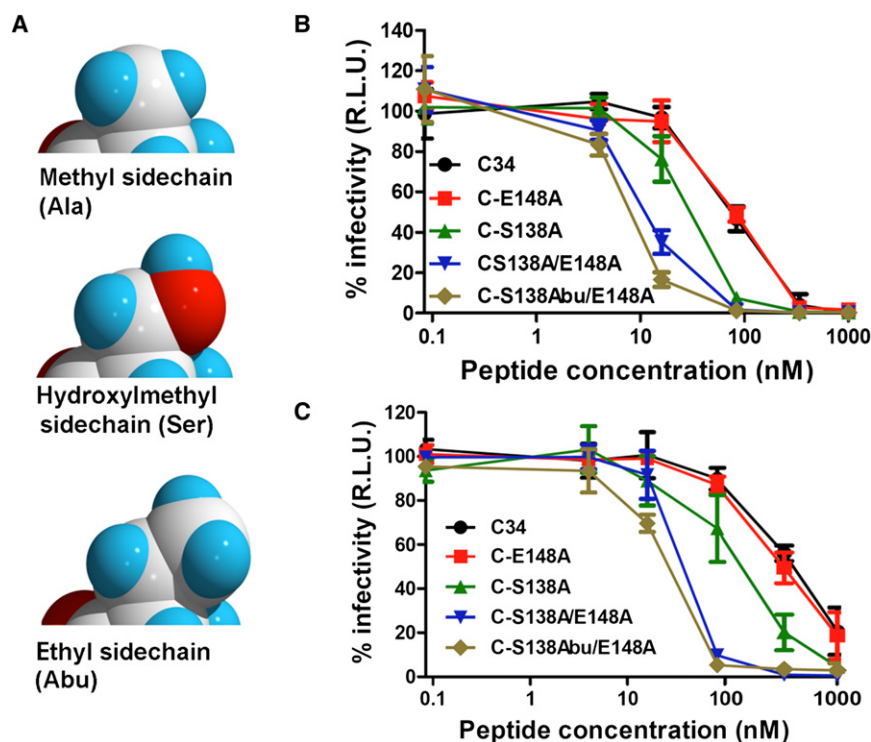 A
Methyl sidechain
(Ala)
Hydroxylmethyl
sidechain (Ser)
Ethyl sidechain
(Abu)
B
% infectivity (R.L.U.)
140
120
100
80
60
40
20
0
C34
C-E148A
C-S138A
CS138A/E148A
C-S138Abu/E148A
0.1
1
10
100
1000
Peptide concentration (nM)
C
% infectivity (R.L.U.)
120
100
80
60
40
20
0
C34
C-E148A
C-S138A
C-S138A/E148A
C-S138Abu/E148A
0.1
1
10
100
1000
Peptide concentration (nM)